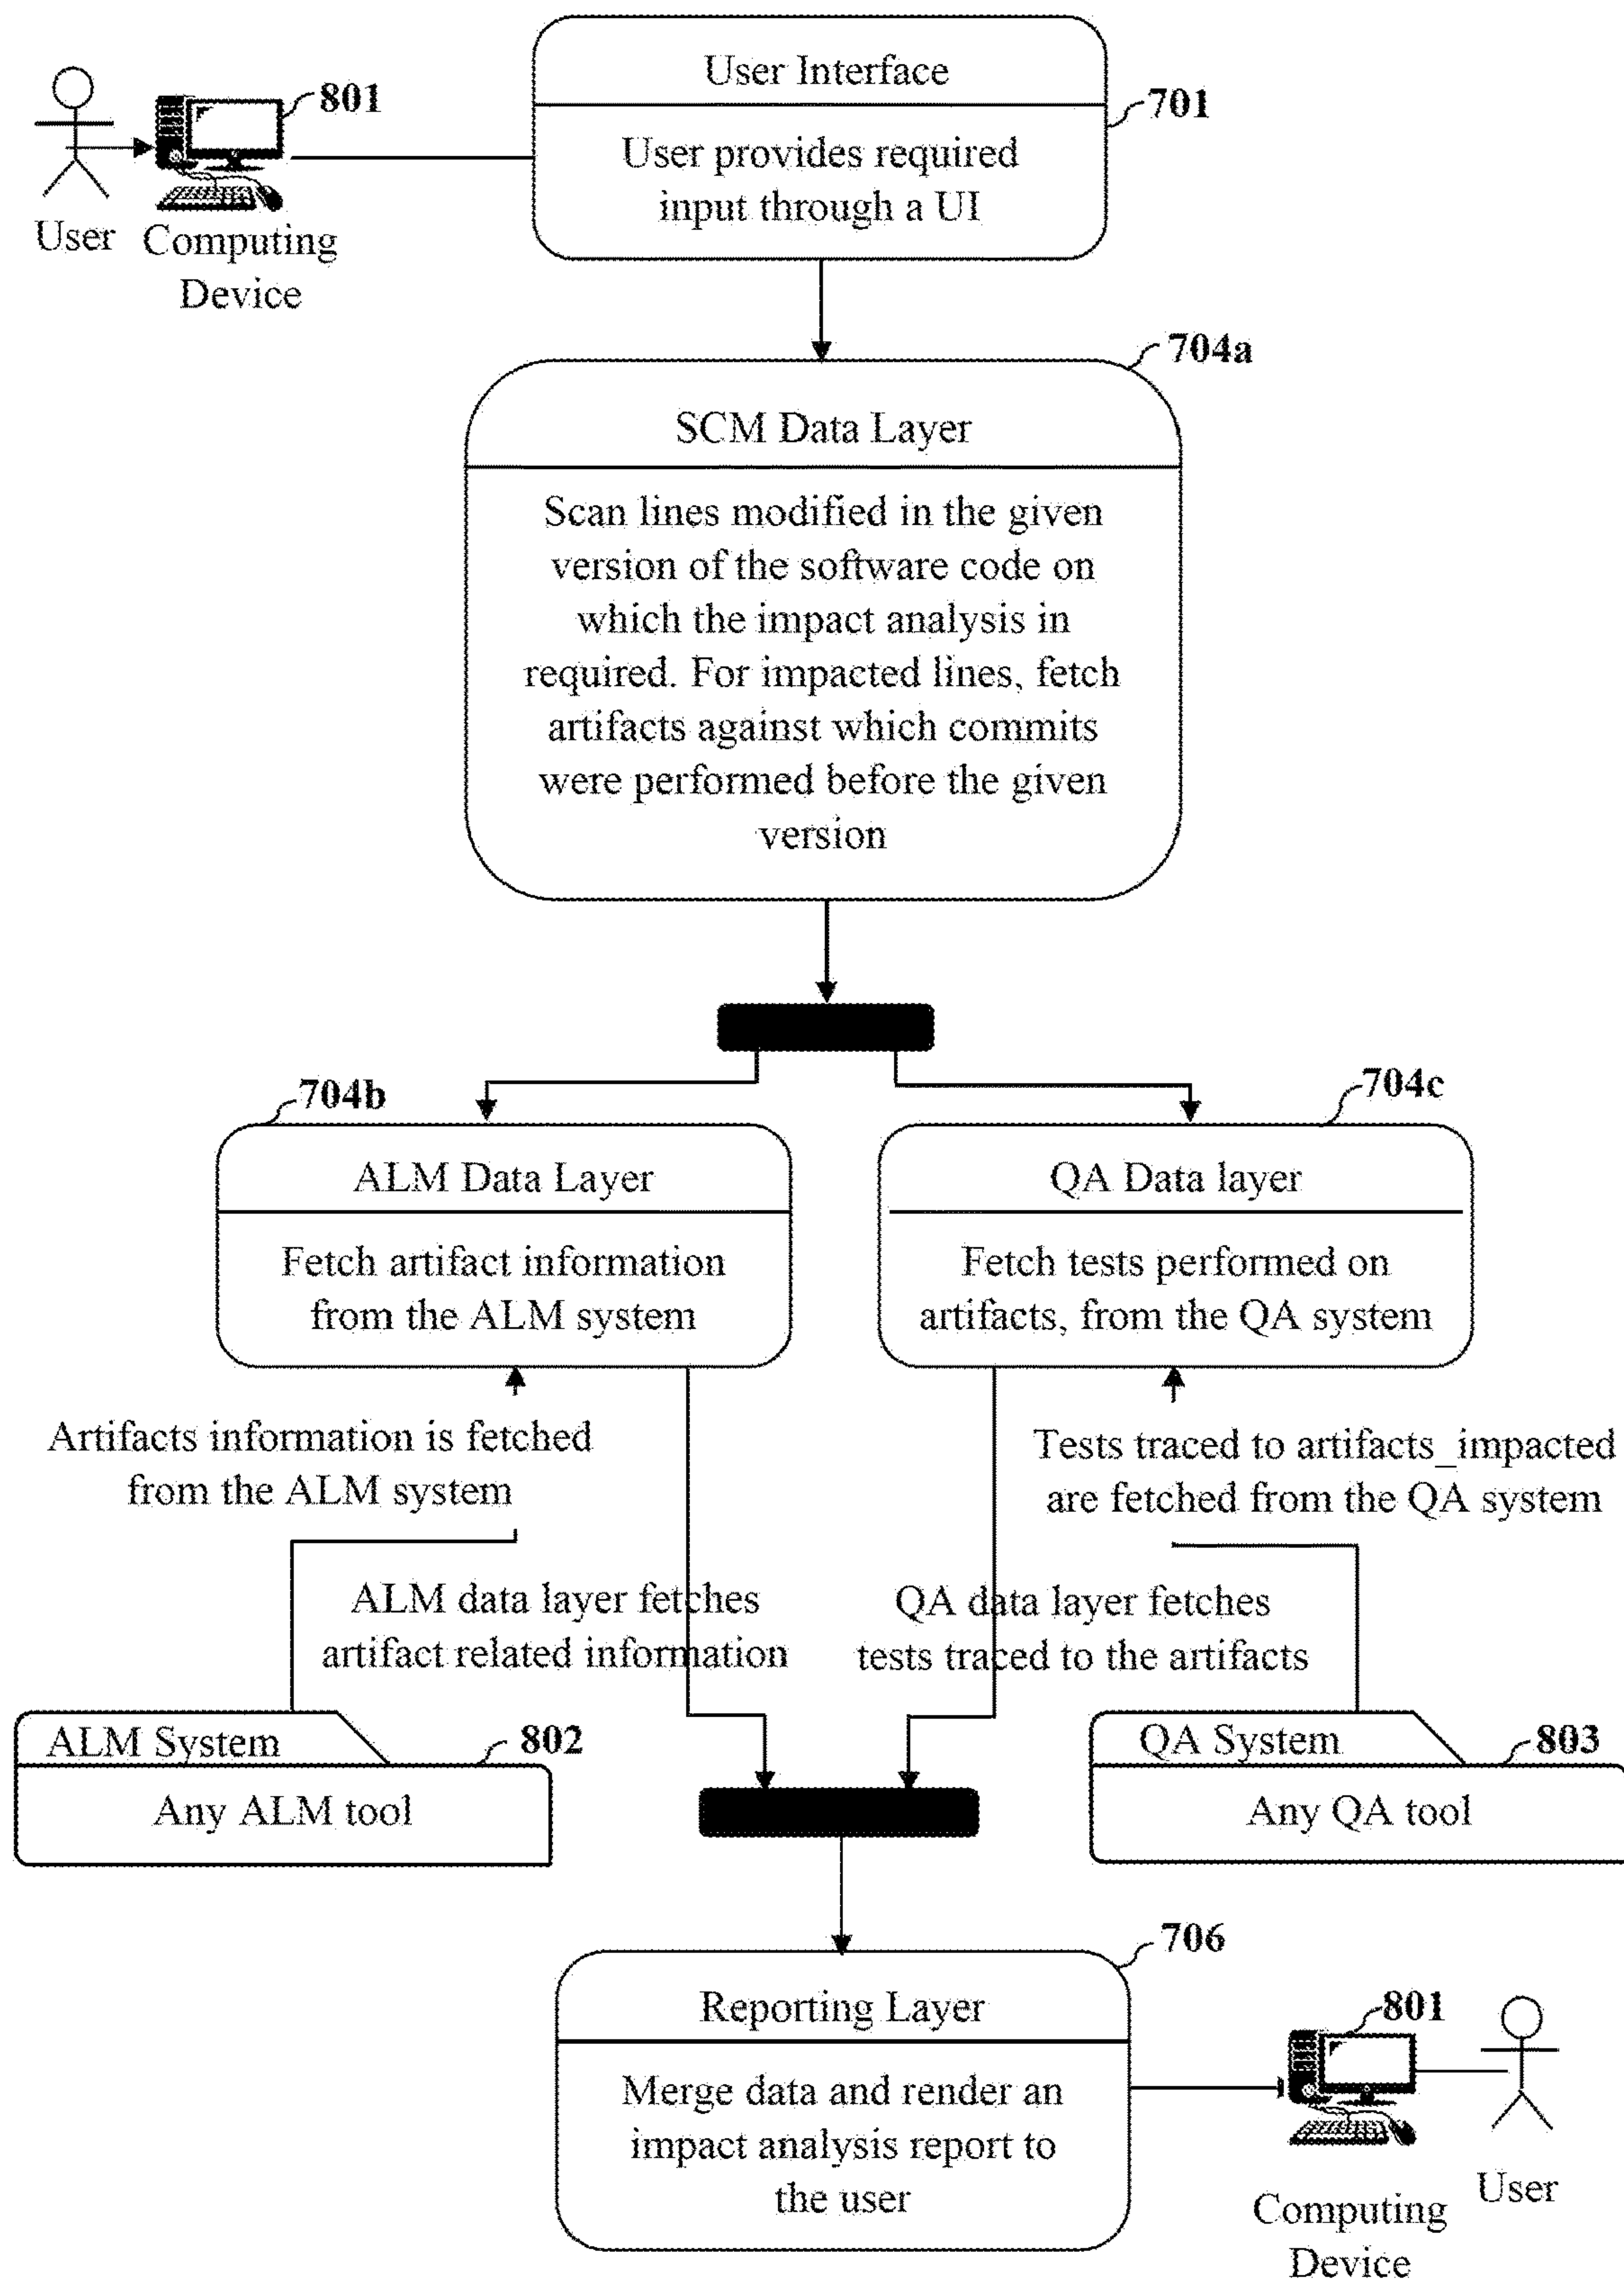 User Interface
801
701
User provides required
input through a UI
User
Computing
Device
704a
SCM Data Layer
Scan lines modified in the given
version of the software code on
which the impact analysis in
required. For impacted lines, fetch
artifacts against which commits
were performed before the given
version
704b
704c
ALM Data Layer
QA Data layer
Fetch artifact information
from the ALM system
Fetch tests performed on
artifacts, from the QA system
Artifacts information is fetched
from the ALM system
Tests traced to artifacts_impacted
are fetched from the QA system
ALM data layer fetches
artifact related information
QA data layer fetches
tests traced to the artifacts
ALM System
802
Any ALM tool
QA System
803
Any QA tool
706
Reporting Layer
801
Merge data and render an
impact analysis report to
the user
Computing
Device
User